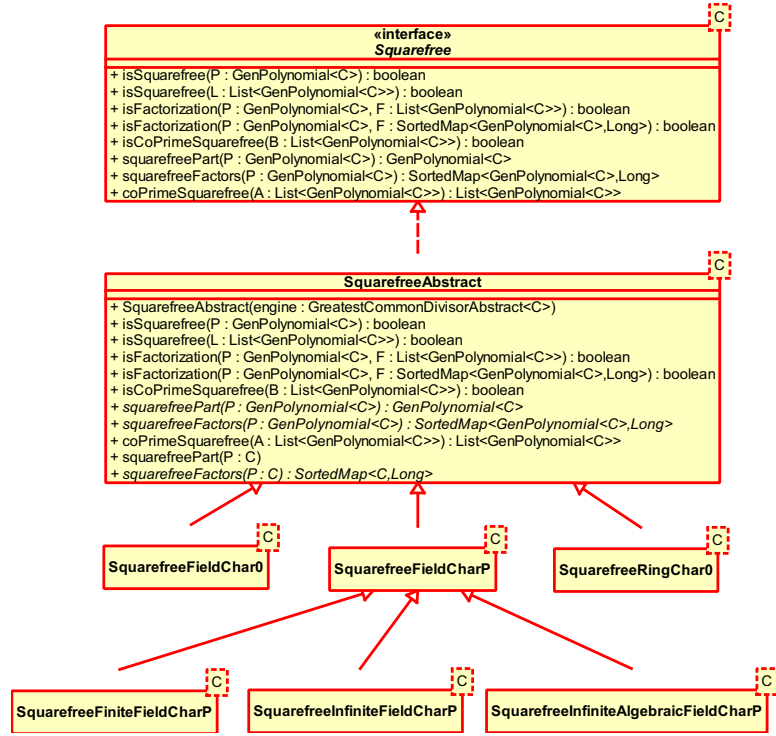 C
«interface»
Squarefree
+ isSquarefree(P : GenPolynomial<C>) : boolean
+ isSquarefree(L : List<GenPolynomial<C>>) : boolean
+ isFactorization(P : GenPolynomial<C>, F : List<GenPolynomial<C>>) : boolean
+ isFactorization(P : GenPolynomial<C>, F : SortedMap<GenPolynomial<C>,Long>) : boolean
+ isCoPrimeSquarefree(B : List<GenPolynomial<C>>) : boolean
+ squarefreePart(P : GenPolynomial<C>) : GenPolynomial<C>
+ squarefreeFactors(P : GenPolynomial<C>) : SortedMap<GenPolynomial<C>,Long>
+ coPrimeSquarefree(A : List<GenPolynomial<C>>) : List<GenPolynomial<C>>
C
SquarefreeAbstract
+ SquarefreeAbstract(engine : GreatestCommonDivisorAbstract<C>)
+ isSquarefree(P : GenPolynomial<C>) : boolean
+ isSquarefree(L : List<GenPolynomial<C>>) : boolean
+ isFactorization(P : GenPolynomial<C>, F : List<GenPolynomial<C>>) : boolean
+ isFactorization(P : GenPolynomial<C>, F : SortedMap<GenPolynomial<C>,Long>) : boolean
+ isCoPrimeSquarefree(B : List<GenPolynomial<C>>) : boolean
+ squarefreePart(P : GenPolynomial<C>) : GenPolynomial<C>
+ squarefreeFactors(P : GenPolynomial<C>) : SortedMap<GenPolynomial<C>,Long>
+ coPrimeSquarefree(A : List<GenPolynomial<C>>) : List<GenPolynomial<C>>
+ squarefreePart(P : C)
+ squarefreeFactors(P : C) : SortedMap<C,Long>
C
SquarefreeFieldChar0
C
SquarefreeFieldCharP
C
SquarefreeRingChar0
C
SquarefreeFiniteFieldCharP
C
SquarefreeInfiniteFieldCharP
C
SquarefreeInfiniteAlgebraicFieldCharP